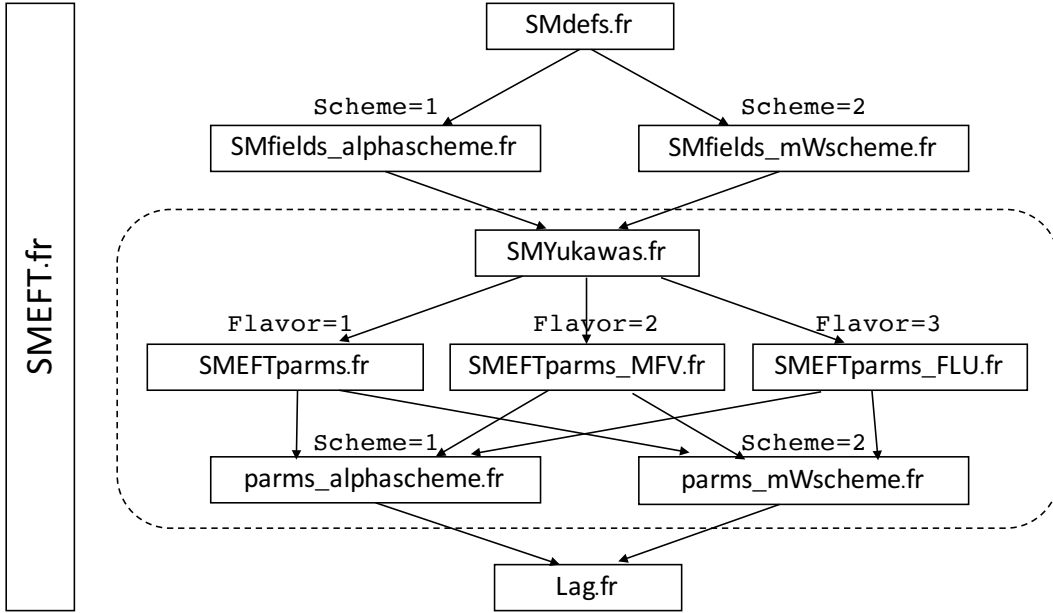 SMEFT.fr
SMdefs.fr
Scheme=1 Scheme=2
SMfields_alphascheme.fr SMfields_mWscheme.fr
SMYukawas.fr
Flavor=1 Flavor=2 Flavor=3
SMEFTparms.fr SMEFTparms_MFV.fr SMEFTparms_FLU.fr
Scheme=1 Scheme=2
parms_alphascheme.fr parms_mWscheme.fr
Lag.fr